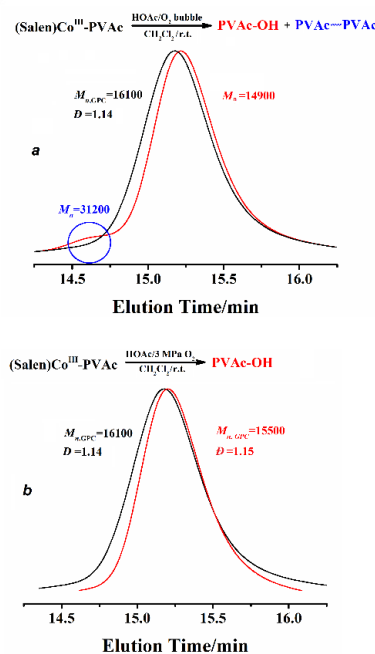 (Salen)Co^III-PVAc HOAc/O₂ bubble CH₂Cl₂/r.t. PVAc-OH + PVAc~~PVAc
M_n,GPC=16100
Đ=1.14
M_n=14900
a
M_n=31200
14.5 15.0 15.5 16.0
Elution Time/min
(Salen)Co^III-PVAc HOAc/3 MPa O₂ CH₂Cl₂/r.t. PVAc-OH
M_n,GPC=16100
Đ=1.14
M_n, GPC=15500
Đ=1.15
b
14.5 15.0 15.5 16.0
Elution Time/min